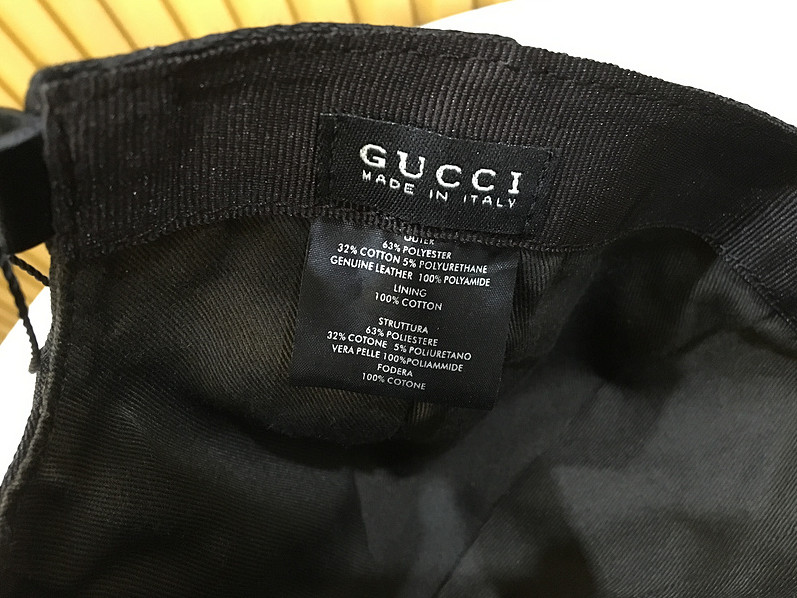 GUCCI
MADE IN ITALY
OUTER
63% POLYESTER
32% COTTON 5% POLYURETHANE
GENUINE LEATHER 100% POLYAMIDE
LINING
100% COTTON
STRUTTURA
63% POLIESTERE
32% COTONE 5% POLIURETANO
VERA PELLE 100%POLIAMMIDE
FODERA
100% COTONE